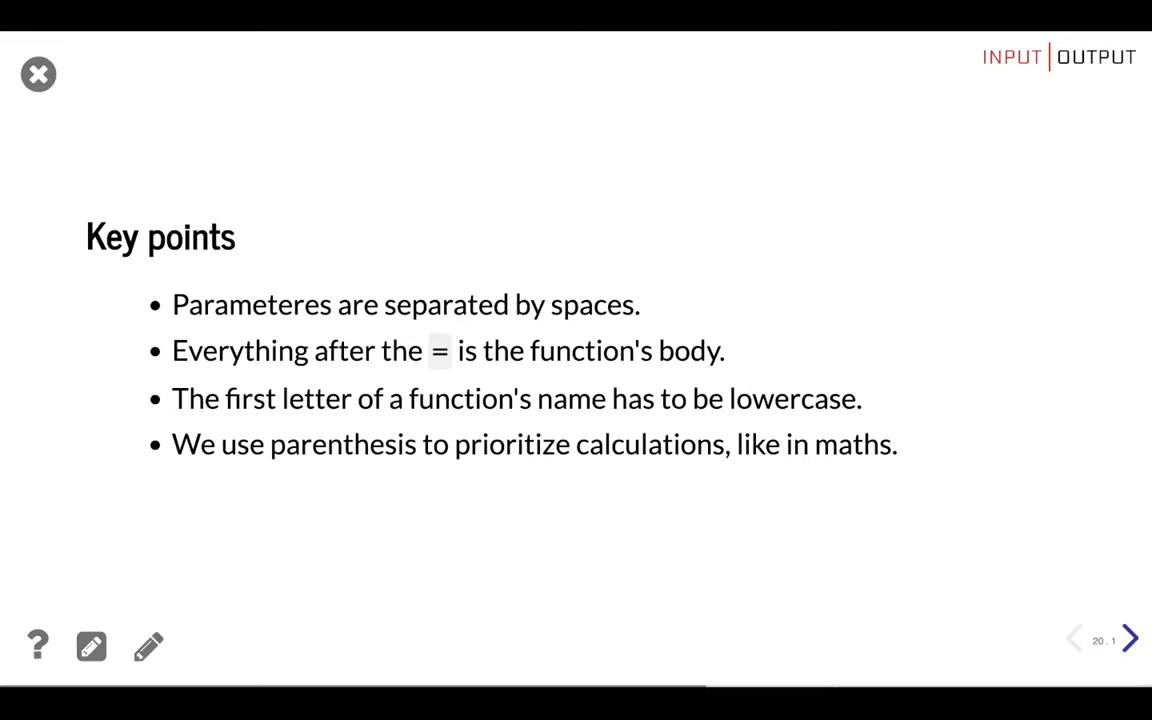 INPUT|OUTPUT
Key points
• Parameteres are separated by spaces.
• Everything after the = is the function's body.
• The first letter of a function's name has to be lowercase.
• We use parenthesis to prioritize calculations, like in maths.
20.1